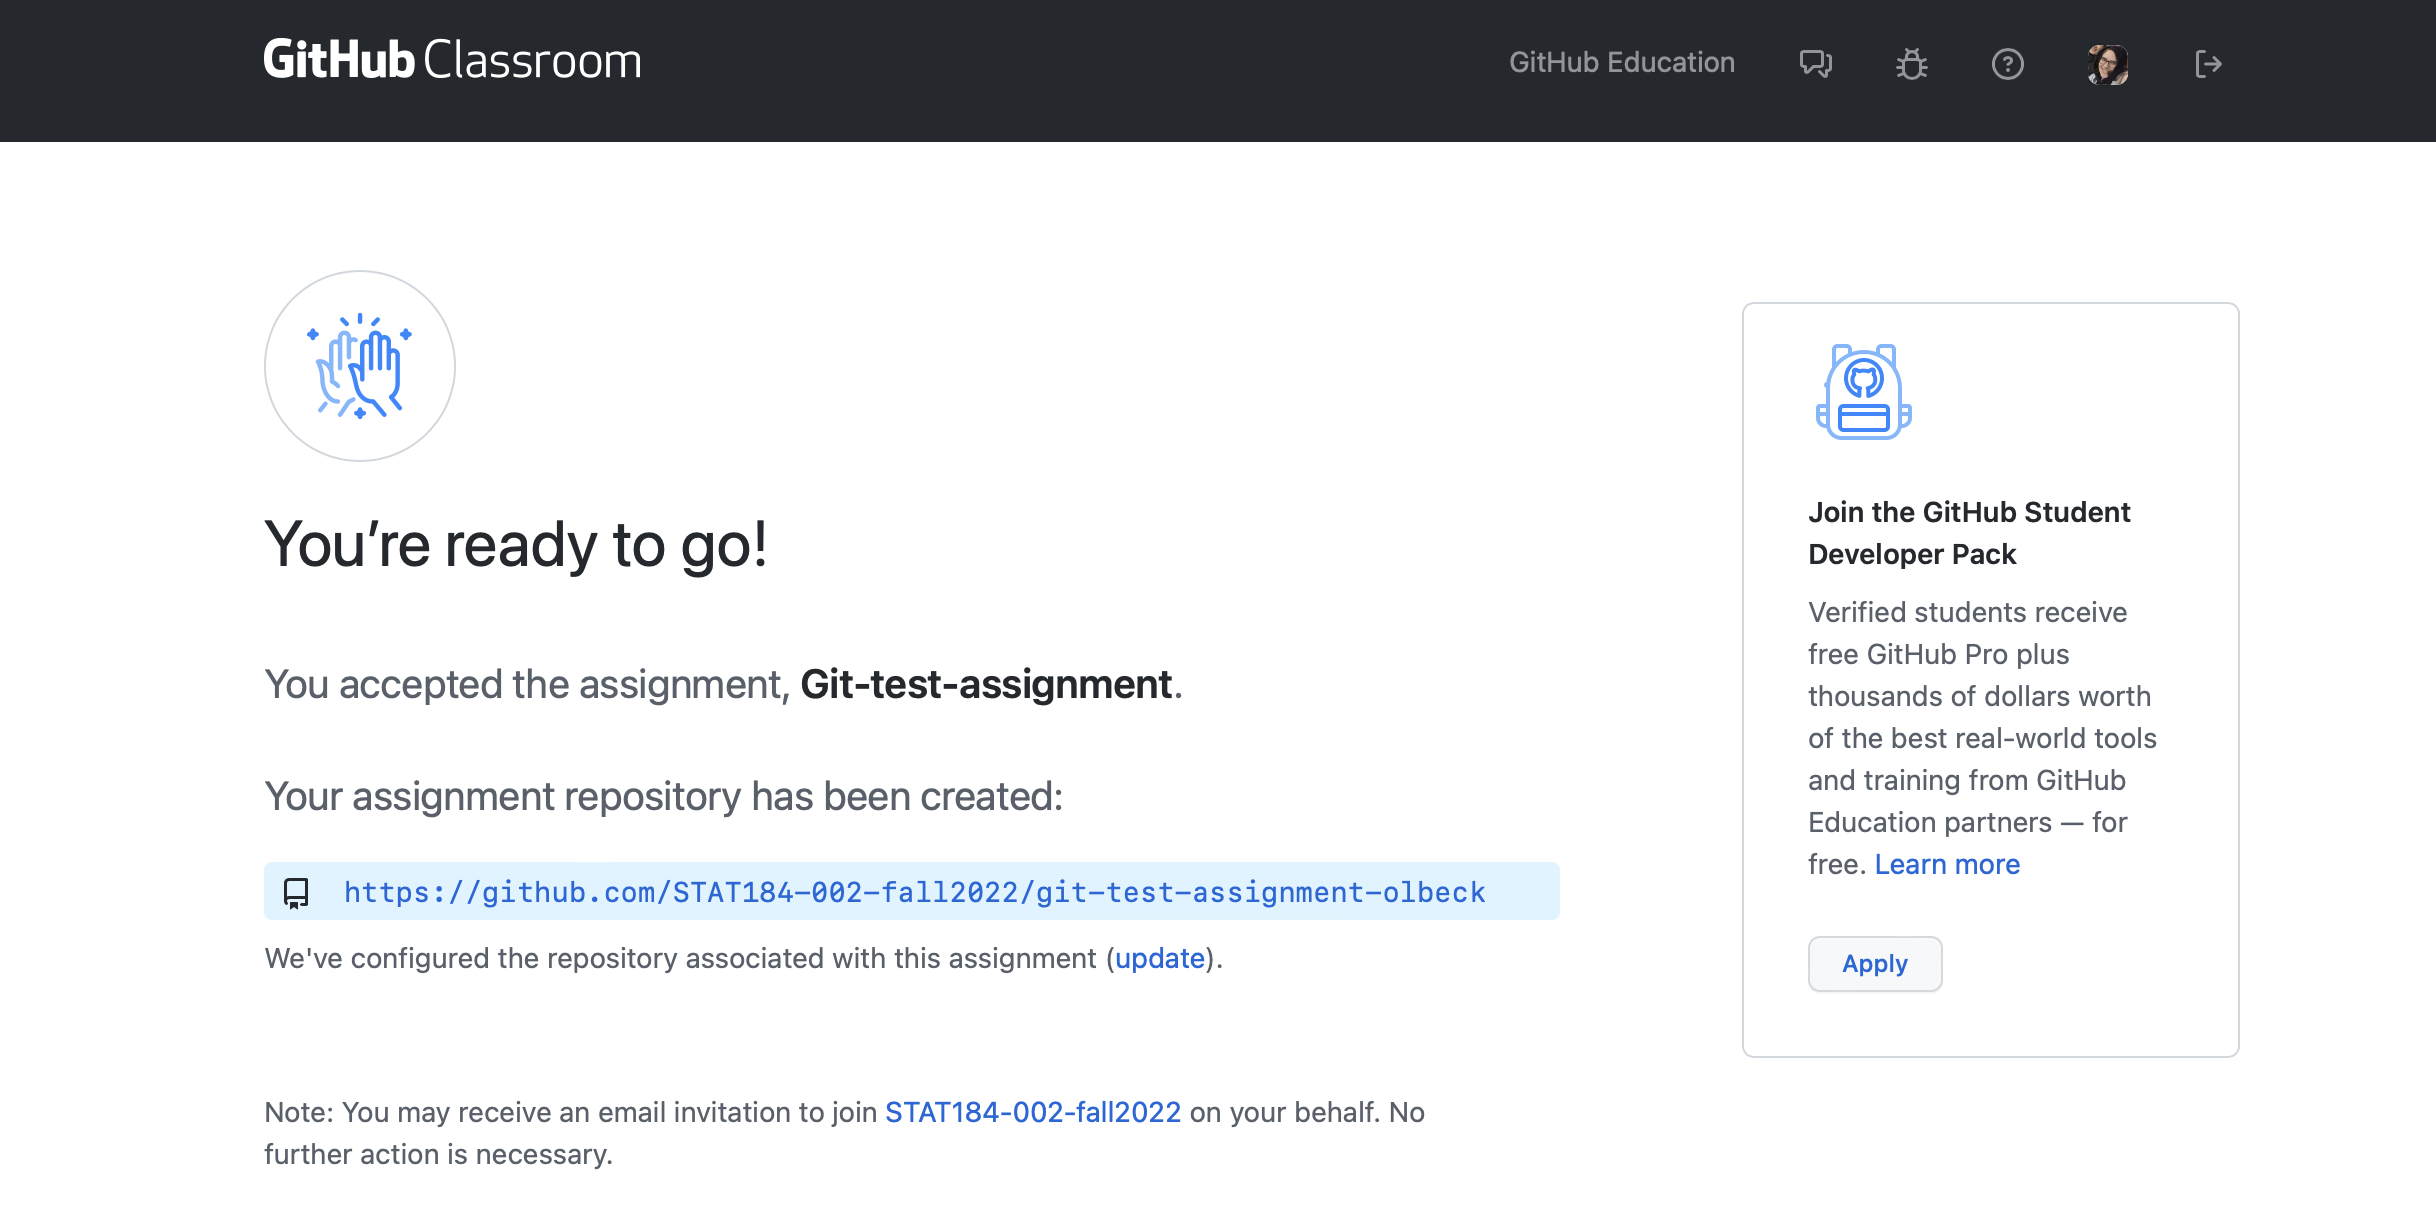 GitHub Classroom
GitHub Education
You’re ready to go!
You accepted the assignment, Git-test-assignment.
Your assignment repository has been created:
https://github.com/STAT184-002-fall2022/git-test-assignment-olbeck
We've configured the repository associated with this assignment (update).
Note: You may receive an email invitation to join STAT184-002-fall2022 on your behalf. No
further action is necessary.
Join the GitHub Student
Developer Pack
Verified students receive
free GitHub Pro plus
thousands of dollars worth
of the best real-world tools
and training from GitHub
Education partners — for
free. Learn more
Apply